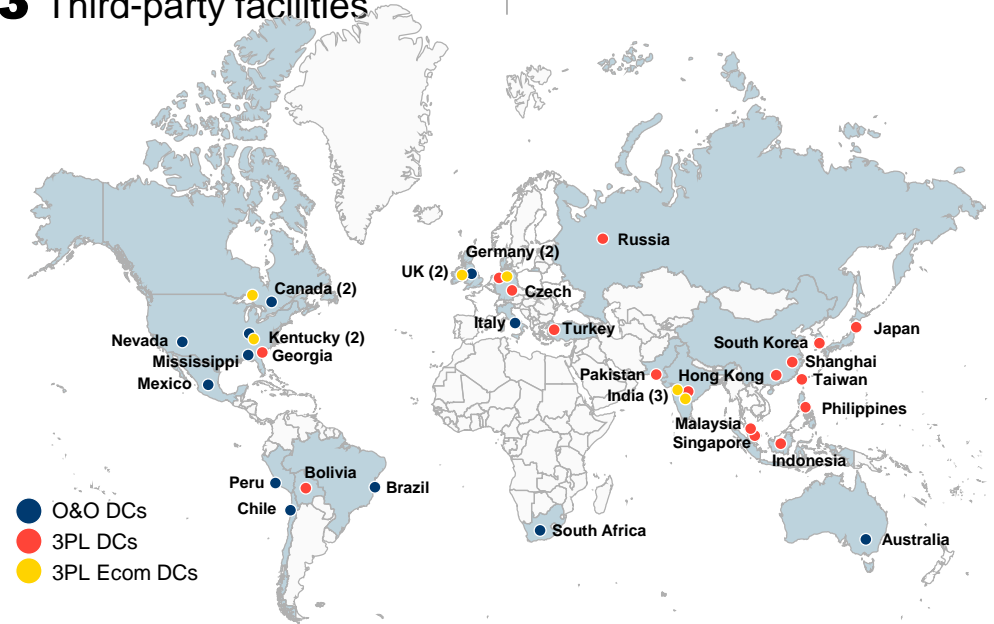 3 Third-party facilities
Russia
Germany (2)
UK (2)
Czech
Canada (2)
Italy
Turkey
Japan
Nevada
Kentucky (2)
South Korea
Mississippi
Georgia
Shanghai
Mexico
Pakistan
Hong Kong
Taiwan
India (3)
Philippines
Malaysia
Singapore
Indonesia
Bolivia
Peru
Brazil
Chile
South Africa
Australia
O&O DCs
3PL DCs
3PL Ecom DCs